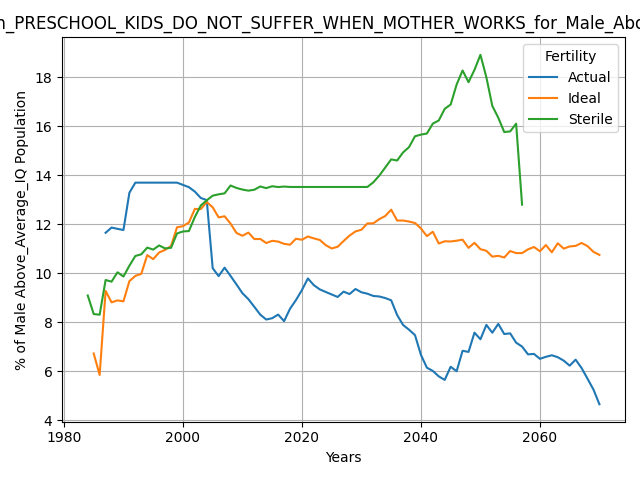 PRESCHOOL_KIDS_DO_NOT_SUFFER_WHEN_MOTHER_WORKS_for_Male_Abo
% of Male Above_Average_IQ Population
18
16
14
12
10
8
6
4
1980 2000 2020 2040 2060
Years
Fertility
Actual
Ideal
Sterile